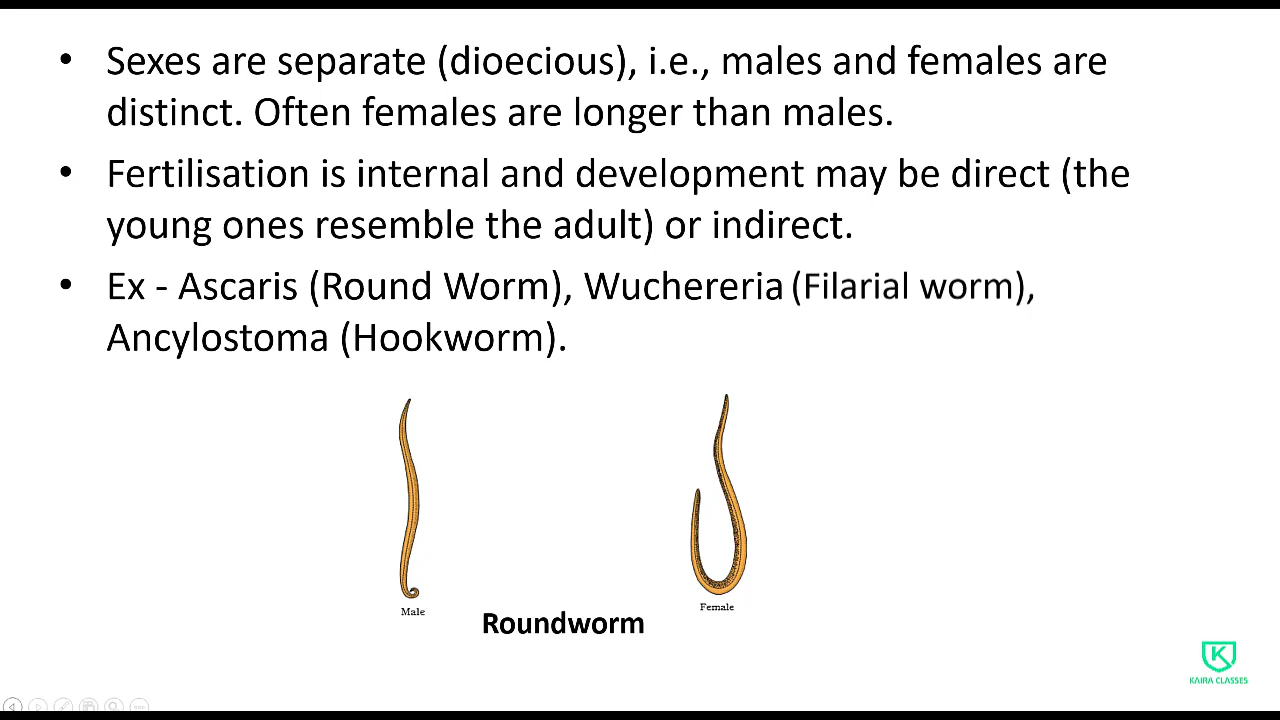 • Sexes are separate (dioecious), i.e., males and females are
distinct. Often females are longer than males.
• Fertilisation is internal and development may be direct (the
young ones resemble the adult) or indirect.
• Ex - Ascaris (Round Worm), Wuchereria (Filarial worm),
Ancylostoma (Hookworm).
Male
Female
Roundworm
K
KAIRA CLASSES